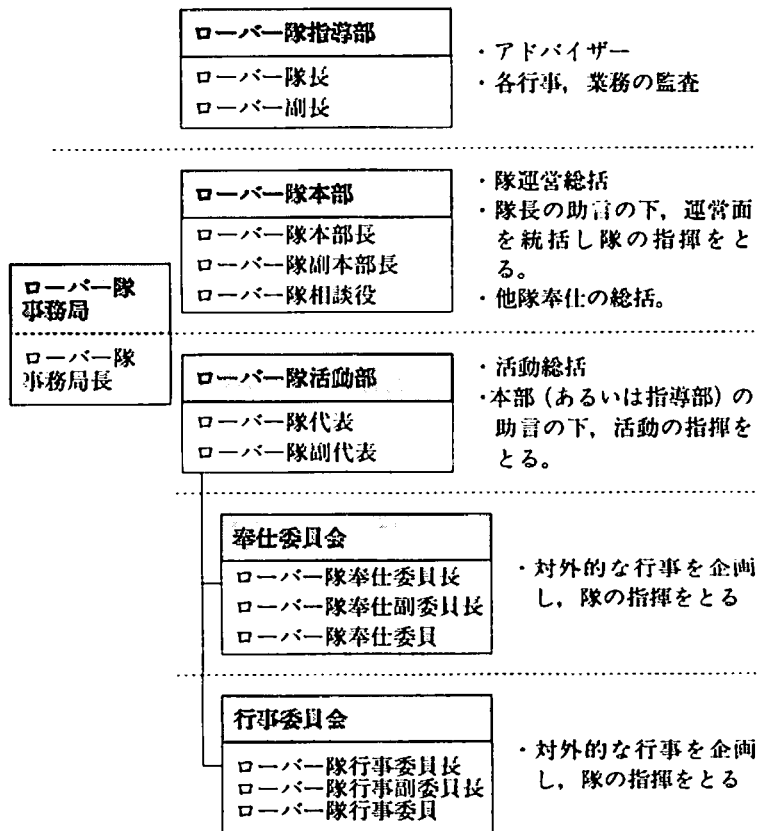 ローバー隊指導部
ローバー隊長
ローバー副長
・アドバイザー
・各行事，業務の監査
ローバー隊本部
ローバー隊本部長
ローバー隊副本部長
ローバー隊相談役
・隊運営総括
・隊長の助言の下，運営面
を統括し隊の指揮をと
る。
・他隊奉仕の総括。
ローバー隊
事務局
ローバー隊
事務局長
ローバー隊活動部
ローバー隊代表
ローバー隊副代表
・活動総括
・本部（あるいは指導部）の
助言の下，活動の指揮を
とる。
奉仕委員会
ローバー隊奉仕委員長
ローバー隊奉仕副委員長
ローバー隊奉仕委員
・対外的な行事を企画
し，隊の指揮をとる
行事委員会
ローバー隊行事委員長
ローバー隊行事副委員長
ローバー隊行事委員
・対外的な行事を企画
し，隊の指揮をとる